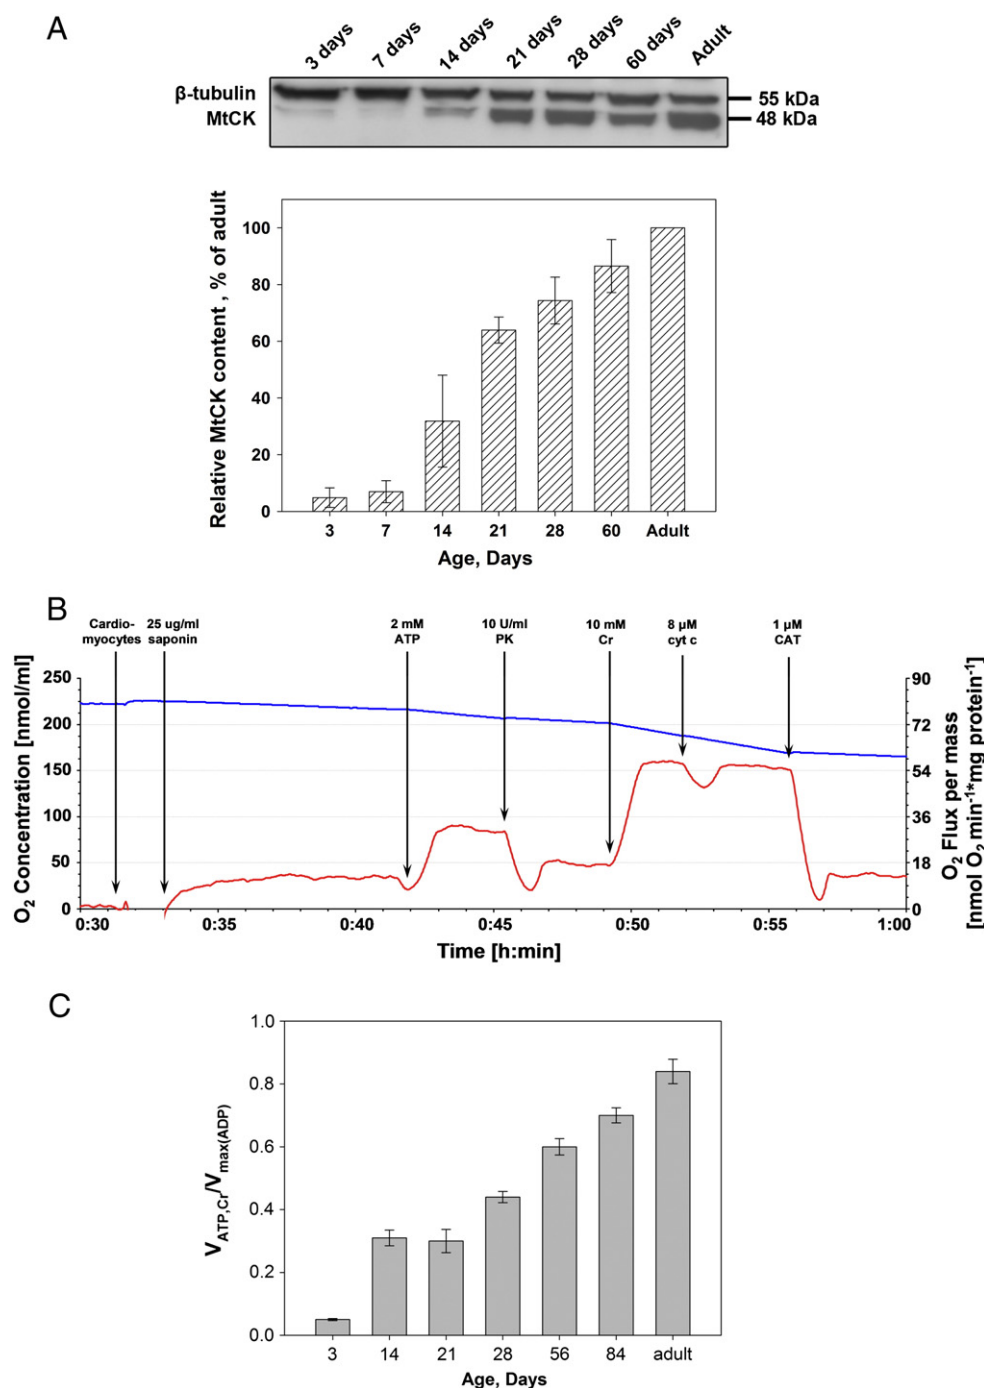 A
3 days 7 days 14 days 21 days 28 days 60 days Adult
β-tubulin
MtCK
55 kDa
48 kDa
Relative MtCK content , % of adult
100
80
60
40
20
0
3 7 14 21 28 60 Adult
Age, Days
B
Cardio-
myocytes
25 ug/ml
saponin
2 mM
ATP
10 U/ml
PK
10 mM
Cr
8 µM
cyt c
1 µM
CAT
O2 Concentration [nmol/ml]
250
200
150
100
50
0
90
72
54
36
18
0
O2 Flux per mass
[nmol O2 min-1*mg protein-1]
0:30 0:35 0:40 0:45 0:50 0:55 1:00
Time [h:min]
C
VATP,Cr/Vmax(ADP)
1.0
0.8
0.6
0.4
0.2
0.0
3 14 21 28 56 84 adult
Age, Days